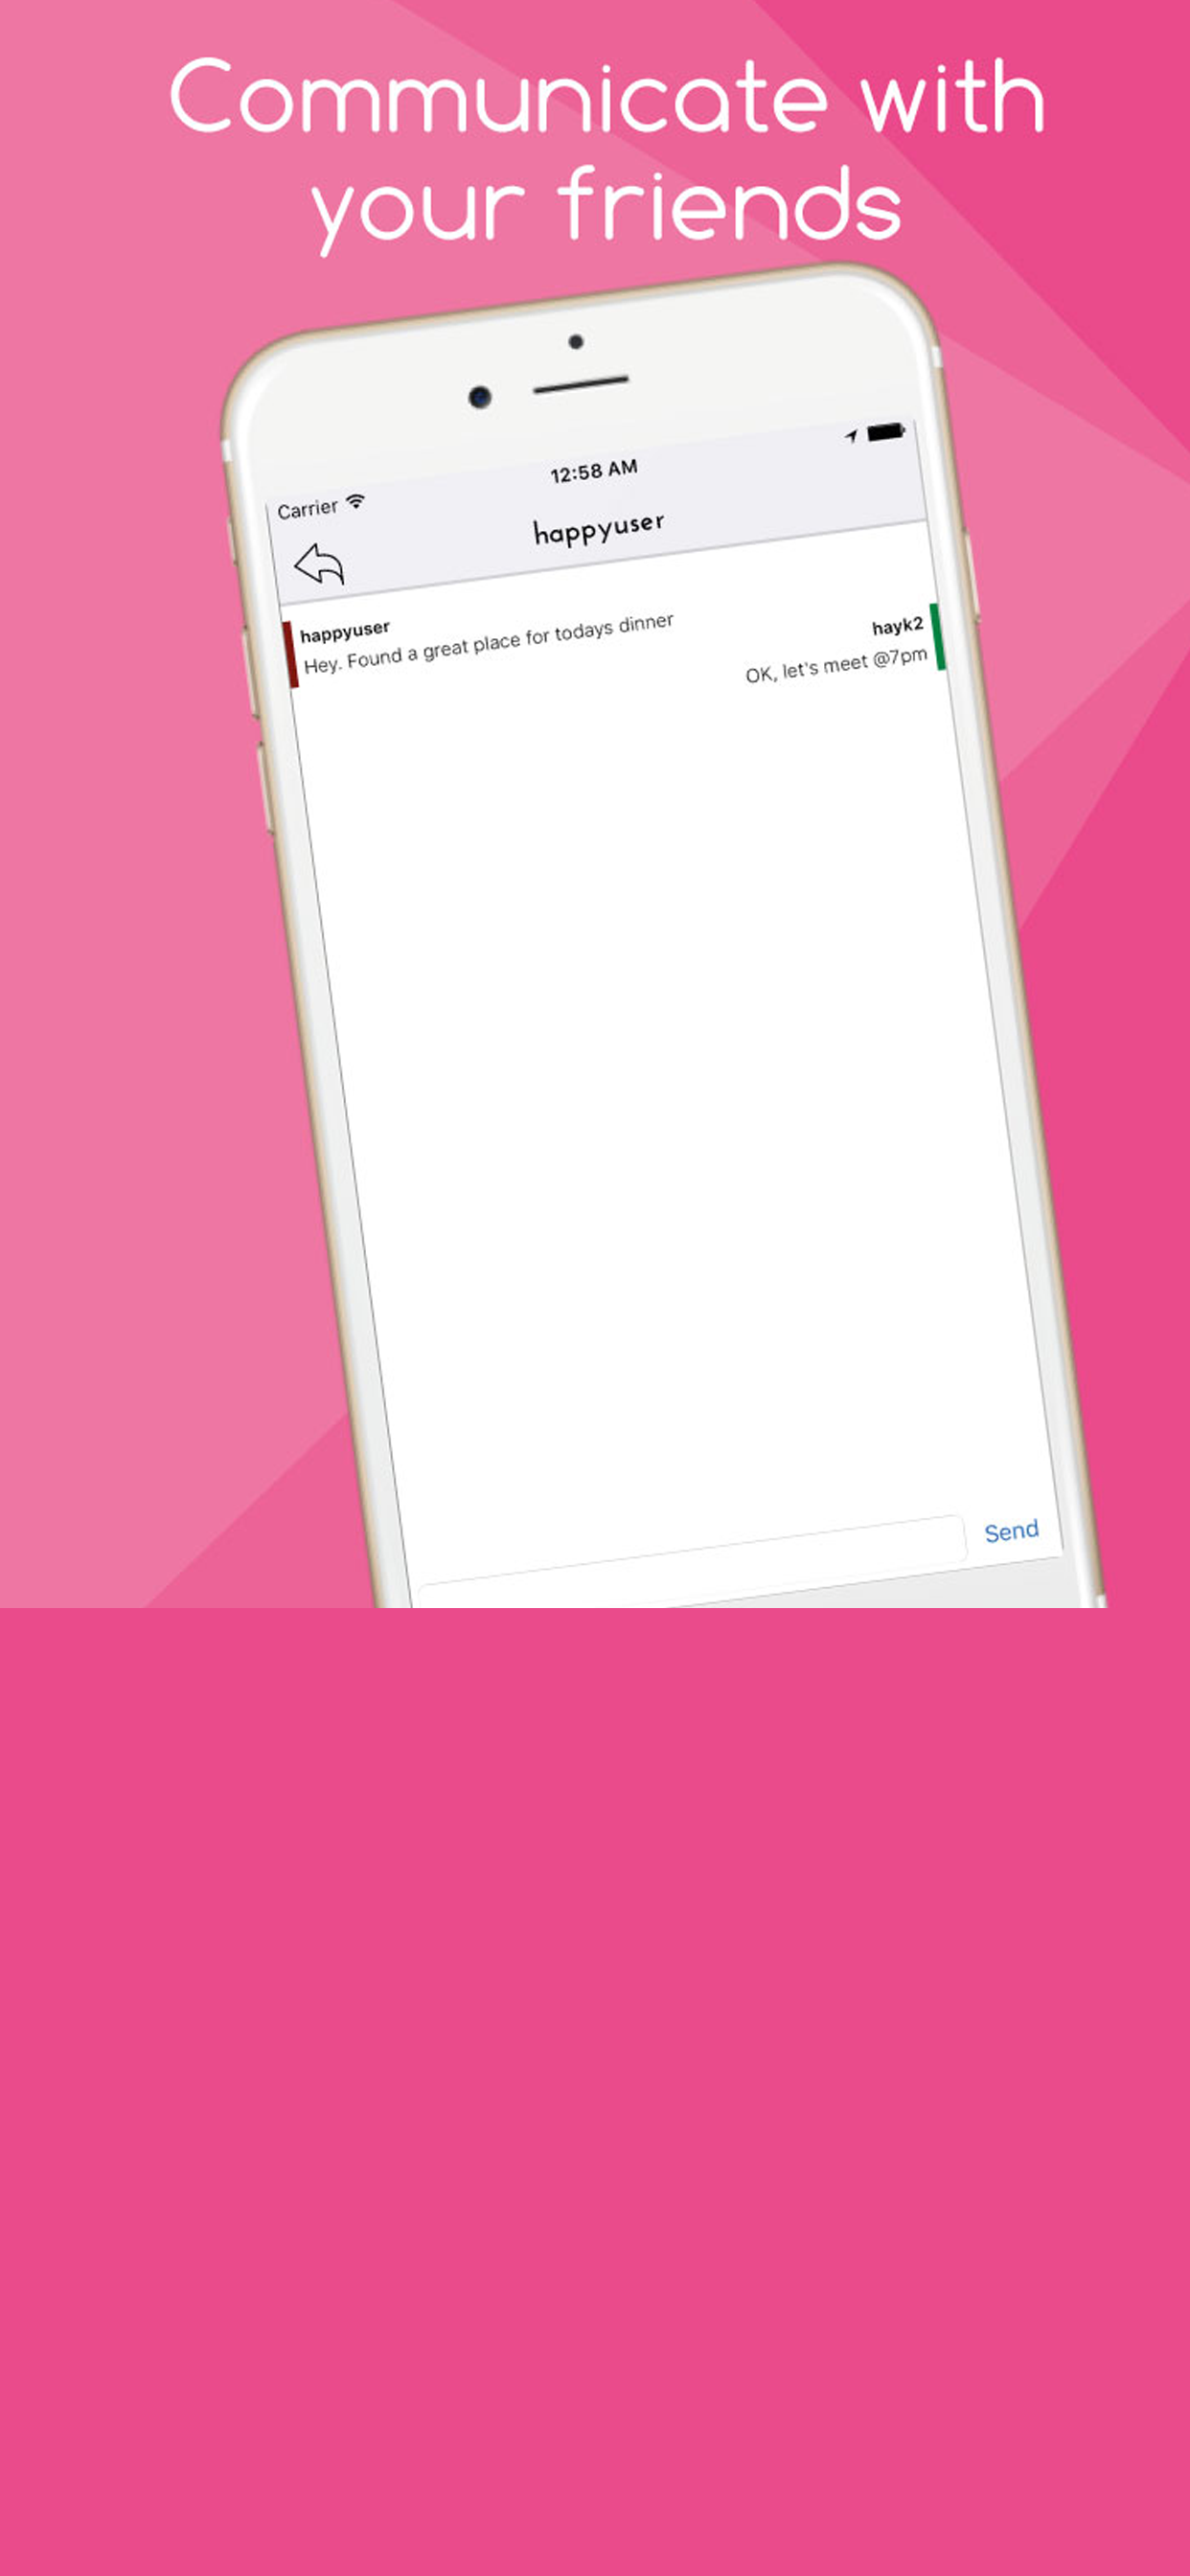 Communicate with
your friends
12:58 AM
Carrier
happyuser
happyuser
Hey. Found a great place for todays dinner
hayk2
OK, let's meet @7pm
Send